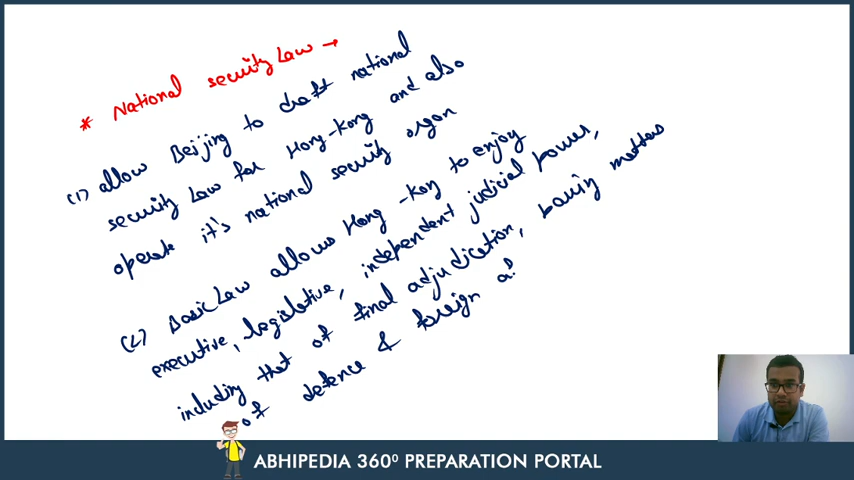 * National security Law →
(1) allow Beijing to draft national
security Law for Hong-Kong and also
operate it's national security organ
(2) Basic Law allows Hong-Kong to enjoy
executive, legislative, independent judicial power,
including that of final adjudication, baring matters
of defence & foreign
ABHIPEDIA 360° PREPARATION PORTAL